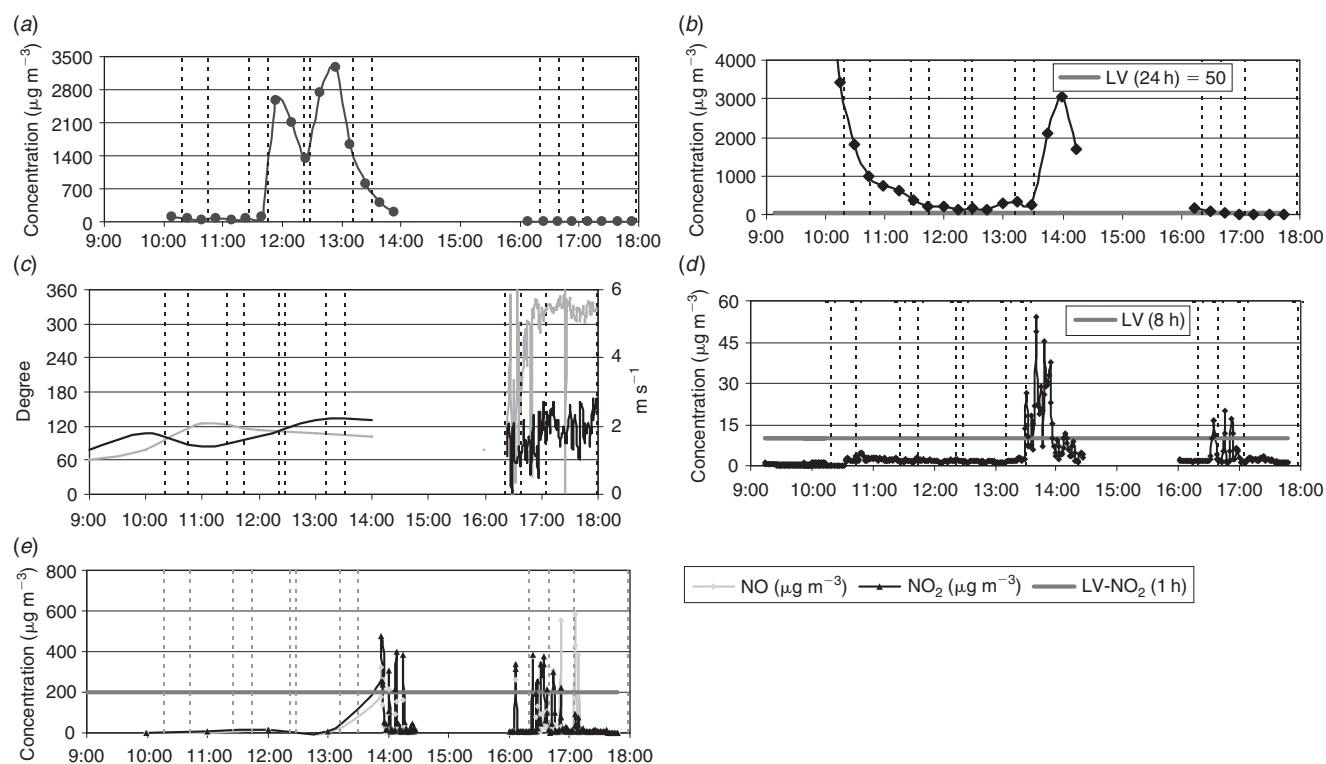 (a)
Concentration (μg m−3)
3500
2800
2100
1400
700
0
9:00 10:00 11:00 12:00 13:00 14:00 15:00 16:00 17:00 18:00
(b)
Concentration (μg m−3)
4000
3000
2000
1000
0
LV (24 h) = 50
9:00 10:00 11:00 12:00 13:00 14:00 15:00 16:00 17:00 18:00
(c)
Degree
360
300
240
180
120
60
0
6
4
2
0
m s−1
9:00 10:00 11:00 12:00 13:00 14:00 15:00 16:00 17:00 18:00
(d)
Concentration (μg m−3)
60
45
30
15
0
LV (8 h)
9:00 10:00 11:00 12:00 13:00 14:00 15:00 16:00 17:00 18:00
(e)
Concentration (μg m−3)
800
600
400
200
0
9:00 10:00 11:00 12:00 13:00 14:00 15:00 16:00 17:00 18:00
NO (μg m−3) NO2 (μg m−3) LV-NO2 (1 h)